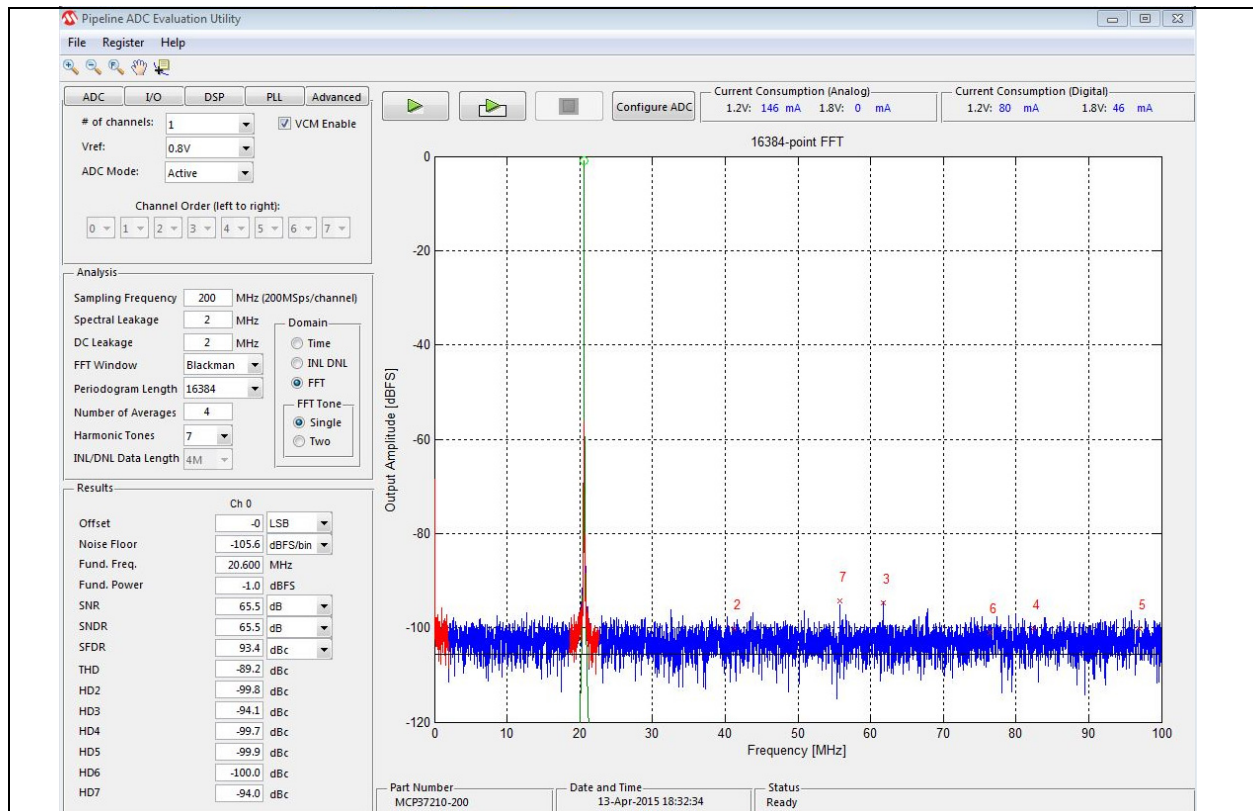 Pipeline ADC Evaluation Utility
File Register Help
ADC I/O DSP PLL Advanced
# of channels: 1 VCM Enable
Vref: 0.8V
ADC Mode: Active
Channel Order (left to right):
0 1 2 3 4 5 6 7
Configure ADC
Current Consumption (Analog)
1.2V: 146 mA 1.8V: 0 mA
Current Consumption (Digital)
1.2V: 80 mA 1.8V: 46 mA
Analysis
Sampling Frequency 200 MHz (200MSps/channel)
Spectral Leakage 2 MHz
DC Leakage 2 MHz
FFT Window Blackman
Periodogram Length 16384
Number of Averages 4
Harmonic Tones 7
INL/DNL Data Length 4M
Domain
Time
INL DNL
FFT
FFT Tone
Single
Two
Results
Ch 0
Offset -0 LSB
Noise Floor -105.6 dBFS/bin
Fund. Freq. 20.600 MHz
Fund. Power -1.0 dBFS
SNR 65.5 dB
SNDR 65.5 dB
SFDR 93.4 dBc
THD -89.2 dBc
HD2 -99.8 dBc
HD3 -94.1 dBc
HD4 -99.7 dBc
HD5 -99.9 dBc
HD6 -100.0 dBc
HD7 -94.0 dBc
16384-point FFT
Output Amplitude [dBFS]
0
-20
-40
-60
-80
-100
-120
2 7 3 6 4 5
0 10 20 30 40 50 60 70 80 90 100
Frequency [MHz]
Part Number
MCP37210-200
Date and Time
13-Apr-2015 18:32:34
Status
Ready